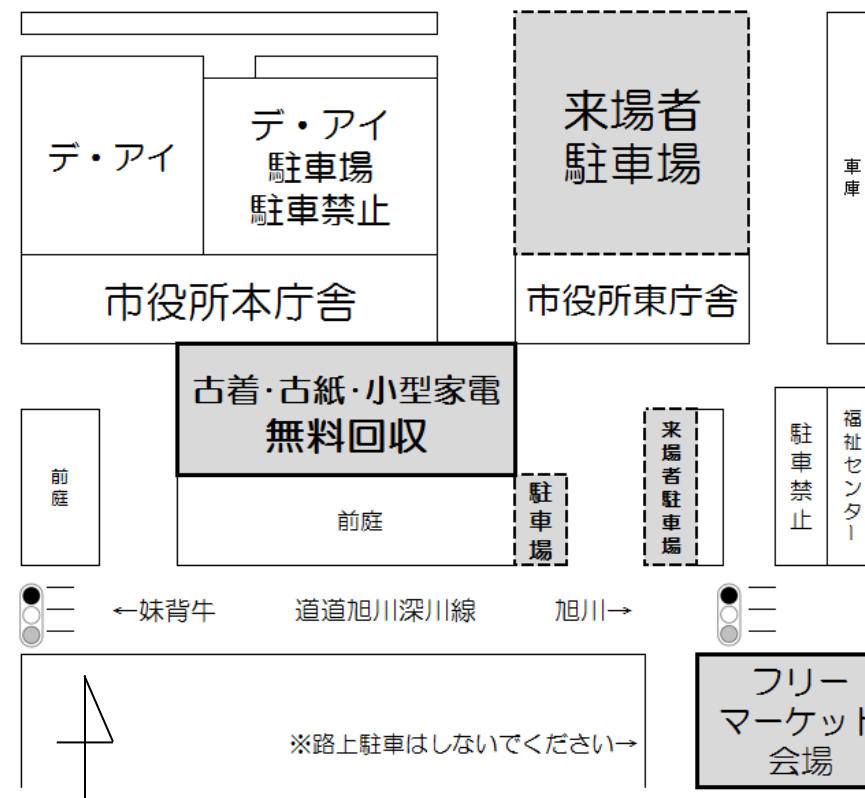 デ・アイ
デ・アイ
駐車場
駐車禁止
来場者
駐車場
車庫
市役所本庁舎
市役所東庁舎
古着・古紙・小型家電
無料回収
前庭
前庭
駐車場
来場者駐車場
駐車禁止
福祉センター
←妹背牛
道道旭川深川線
旭川→
※路上駐車はしないでください→
フリー
マーケット
会場